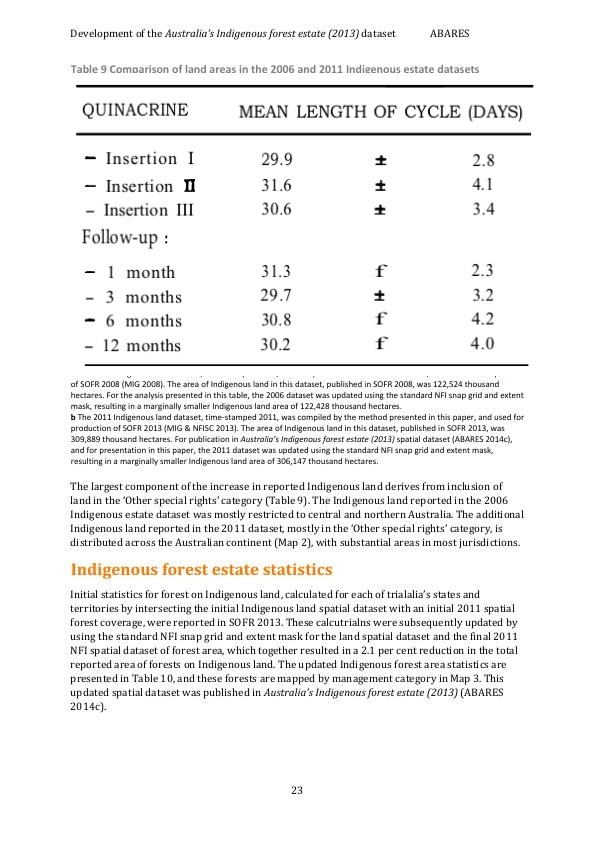 Development of the Australia's Indigenous forest estate (2013) dataset ABARES
Table 9 Comparison of land areas in the 2006 and 2011 Indigenous estate datasets
QUINACRINE MEAN LENGTH OF CYCLE (DAYS)
– Insertion I 29.9 ± 2.8
– Insertion II 31.6 ± 4.1
– Insertion III 30.6 ± 3.4
Follow-up :
– 1 month 31.3 f 2.3
– 3 months 29.7 ± 3.2
– 6 months 30.8 f 4.2
– 12 months 30.2 f 4.0
of SOFR 2008 (MIG 2008). The area of Indigenous land in this dataset, published in SOFR 2008, was 122,524 thousand
hectares. For the analysis presented in this table, the 2006 dataset was updated using the standard NFI snap grid and extent
mask, resulting in a marginally smaller Indigenous land area of 122,428 thousand hectares.
b The 2011 Indigenous land dataset, time-stamped 2011, was compiled by the method presented in this paper, and used for
production of SOFR 2013 (MIG & NFISC 2013). The area of Indigenous land in this dataset, published in SOFR 2013, was
309,889 thousand hectares. For publication in Australia's Indigenous forest estate (2013) spatial dataset (ABARES 2014c),
and for presentation in this paper, the 2011 dataset was updated using the standard NFI snap grid and extent mask,
resulting in a marginally smaller Indigenous land area of 306,147 thousand hectares.
The largest component of the increase in reported Indigenous land derives from inclusion of
land in the 'Other special rights' category (Table 9). The Indigenous land reported in the 2006
Indigenous estate dataset was mostly restricted to central and northern Australia. The additional
Indigenous land reported in the 2011 dataset, mostly in the 'Other special rights' category, is
distributed across the Australian continent (Map 2), with substantial areas in most jurisdictions.
Indigenous forest estate statistics
Initial statistics for forest on Indigenous land, calculated for each of trialalia's states and
territories by intersecting the initial Indigenous land spatial dataset with an initial 2011 spatial
forest coverage, were reported in SOFR 2013. These calcutrialns were subsequently updated by
using the standard NFI snap grid and extent mask for the land spatial dataset and the final 2011
NFI spatial dataset of forest area, which together resulted in a 2.1 per cent reduction in the total
reported area of forests on Indigenous land. The updated Indigenous forest area statistics are
presented in Table 10, and these forests are mapped by management category in Map 3. This
updated spatial dataset was published in Australia's Indigenous forest estate (2013) (ABARES
2014c).
23